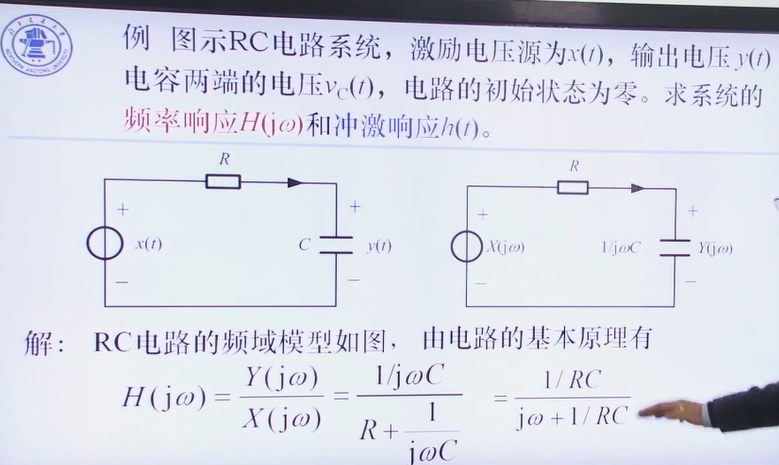 例 图示RC电路系统，激励电压源为x(t)，输出电压 y(t)
电容两端的电压v_C(t)，电路的初始状态为零。求系统的
频率响应H(jω)和冲激响应h(t)。
R
+ x(t) −
C
+ y(t) −
R
+ X(jω) −
1/jωC
+ Y(jω) −
解： RC电路的频域模型如图， 由电路的基本原理有
H(jω) = Y(jω)/X(jω) = (1/jωC)/(R + 1/jωC) = (1/RC)/(jω + 1/RC)